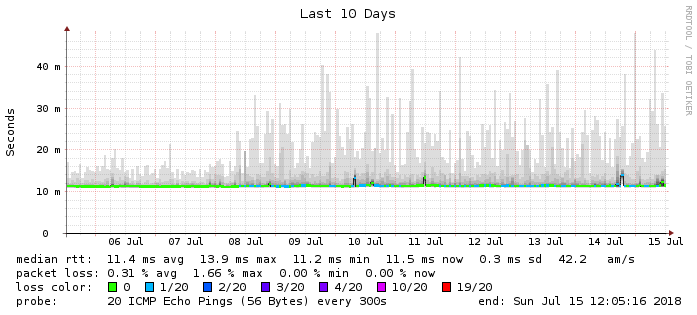 Last 10 Days
RRDTOOL / TOBI OETIKER
Seconds
40 m
30 m
20 m
10 m
0
06 Jul 07 Jul 08 Jul 09 Jul 10 Jul 11 Jul 12 Jul 13 Jul 14 Jul 15 Jul
median rtt: 11.4 ms avg 13.9 ms max 11.2 ms min 11.5 ms now 0.3 ms sd 42.2 am/s
packet loss: 0.31 % avg 1.66 % max 0.00 % min 0.00 % now
loss color: 0 1/20 2/20 3/20 4/20 10/20 19/20
probe: 20 ICMP Echo Pings (56 Bytes) every 300s end: Sun Jul 15 12:05:16 2018